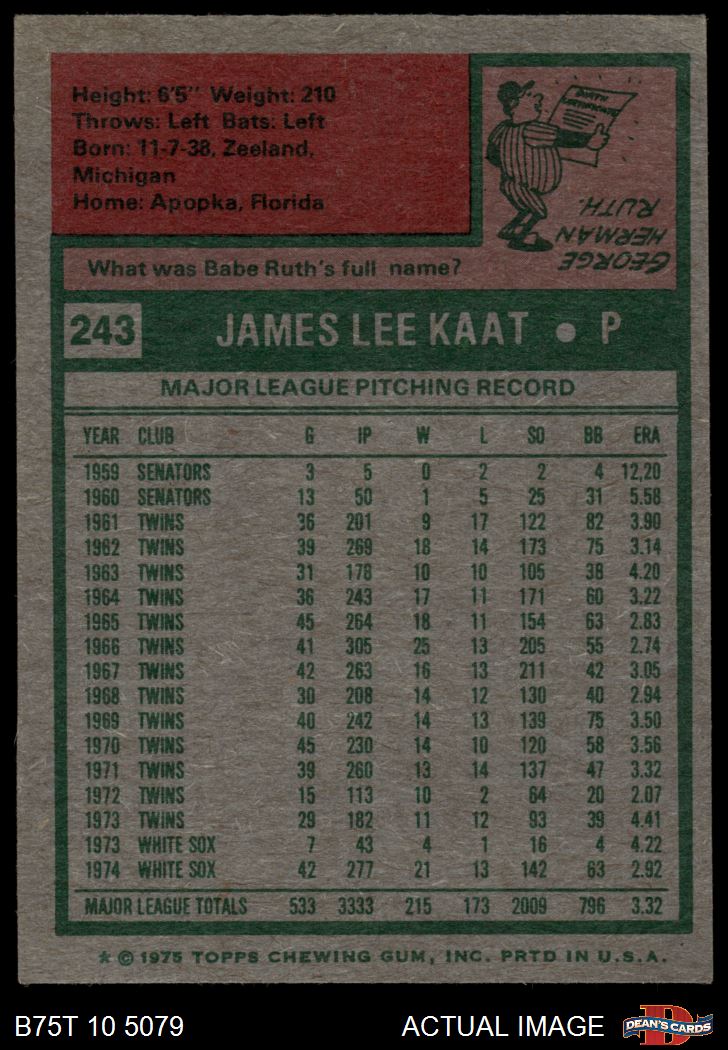 Height: 6'5" Weight: 210
Throws: Left Bats: Left
Born: 11-7-38, Zeeland,
Michigan
Home: Apopka, Florida
BIRTH
CERTIFICATE
GEORGE
HERMAN
RUTH.
What was Babe Ruth's full name?
243 JAMES LEE KAAT ● P
MAJOR LEAGUE PITCHING RECORD
YEAR CLUB G IP W L SO BB ERA
1959 SENATORS 3 5 0 2 2 4 12,20
1960 SENATORS 13 50 1 5 25 31 5.58
1961 TWINS 36 201 9 17 122 82 3.90
1962 TWINS 39 269 18 14 173 75 3.14
1963 TWINS 31 178 10 10 105 38 4.20
1964 TWINS 36 243 17 11 171 60 3.22
1965 TWINS 45 264 18 11 154 63 2.83
1966 TWINS 41 305 25 13 205 55 2.74
1967 TWINS 42 263 16 13 211 42 3.05
1968 TWINS 30 208 14 12 130 40 2.94
1969 TWINS 40 242 14 13 139 75 3.50
1970 TWINS 45 230 14 10 120 58 3.56
1971 TWINS 39 260 13 14 137 47 3.32
1972 TWINS 15 113 10 2 64 20 2.07
1973 TWINS 29 182 11 12 93 39 4.41
1973 WHITE SOX 7 43 4 1 16 4 4.22
1974 WHITE SOX 42 277 21 13 142 63 2.92
MAJOR LEAGUE TOTALS 533 3333 215 173 2009 796 3.32
* © 1975 TOPPS CHEWING GUM, INC. PRTD IN U.S.A.
B75T 10 5079 ACTUAL IMAGE D DEAN'S CARDS